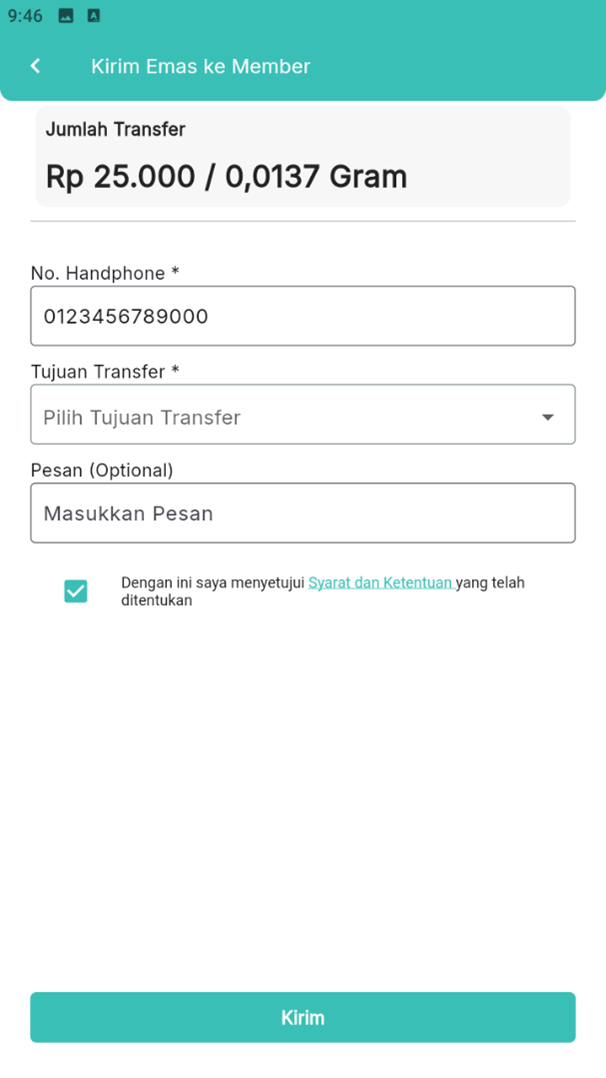 9:46
Kirim Emas ke Member
Jumlah Transfer
Rp 25.000 / 0,0137 Gram
No. Handphone *
0123456789000
Tujuan Transfer *
Pilih Tujuan Transfer
Pesan (Optional)
Masukkan Pesan
Dengan ini saya menyetujui Syarat dan Ketentuan yang telah
ditentukan
Kirim